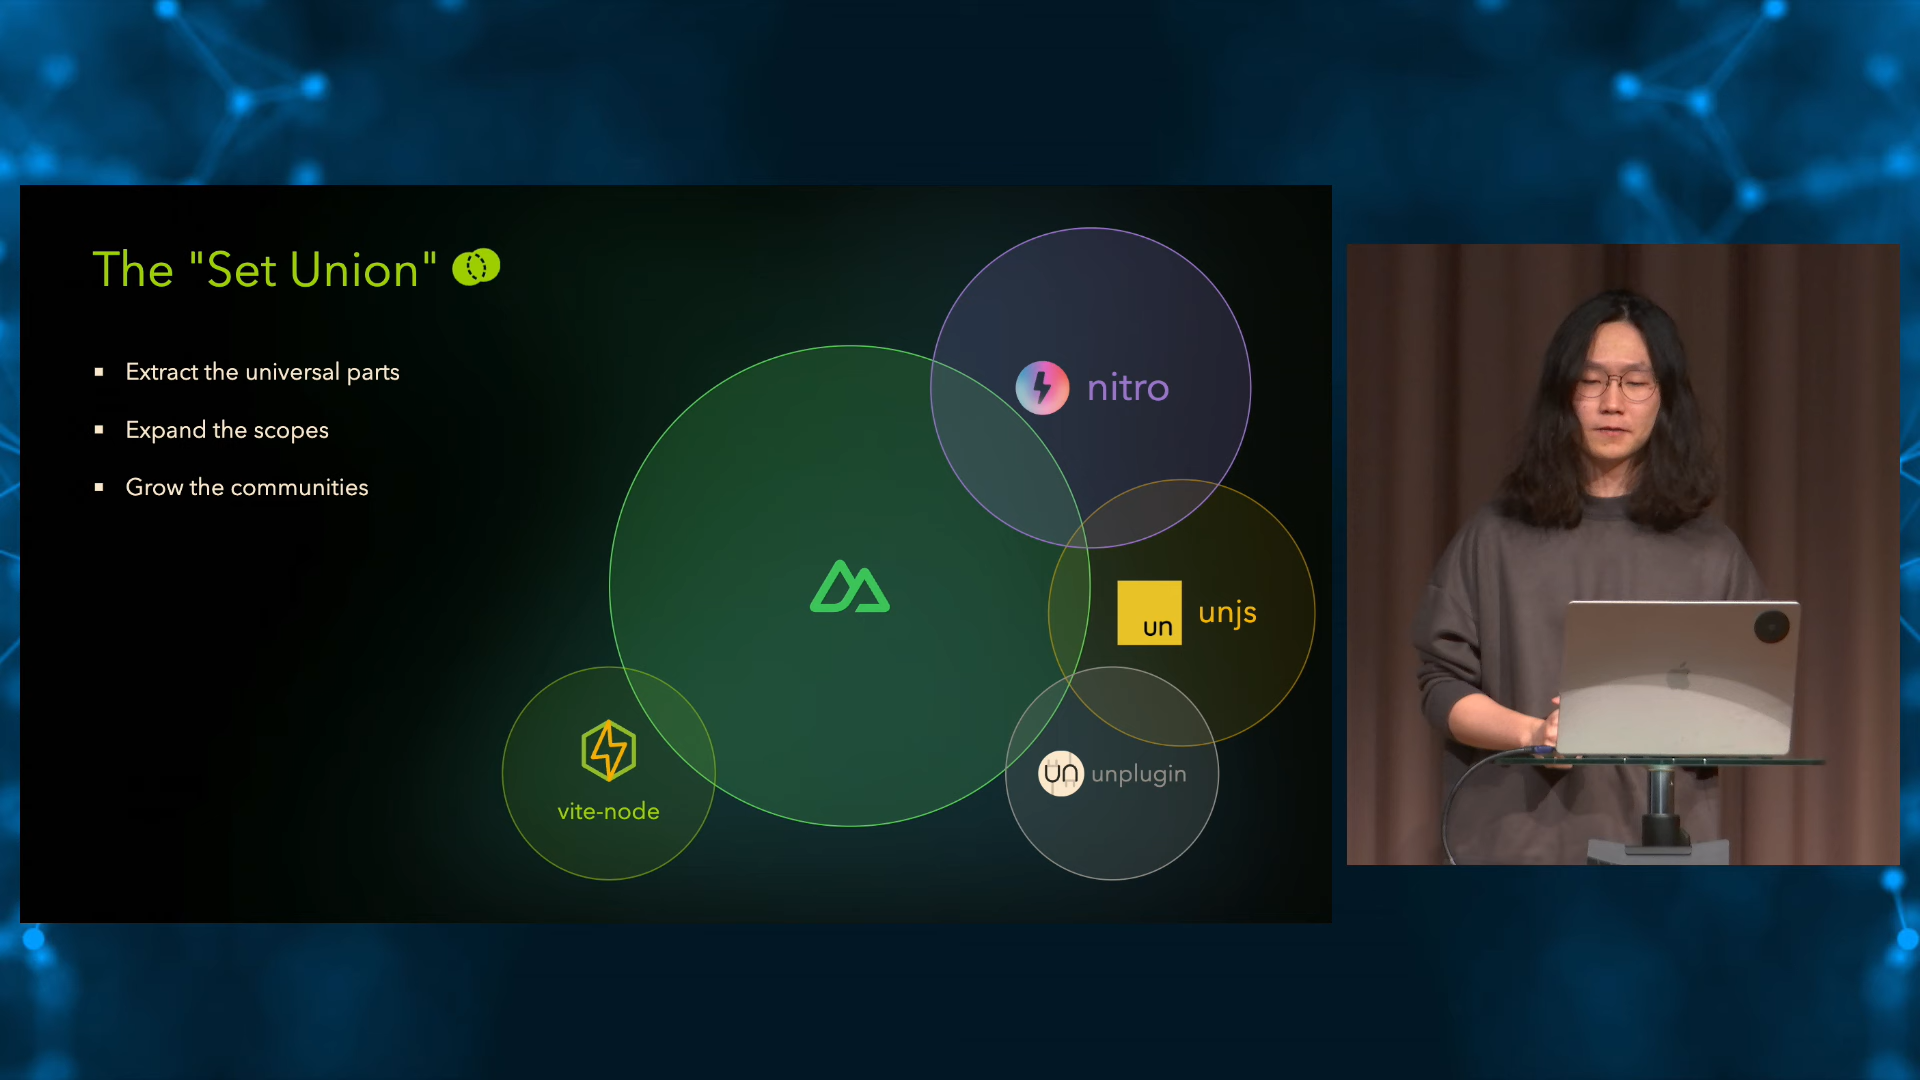 The "Set Union"
Extract the universal parts
Expand the scopes
Grow the communities
nitro
un unjs
un unplugin
vite-node